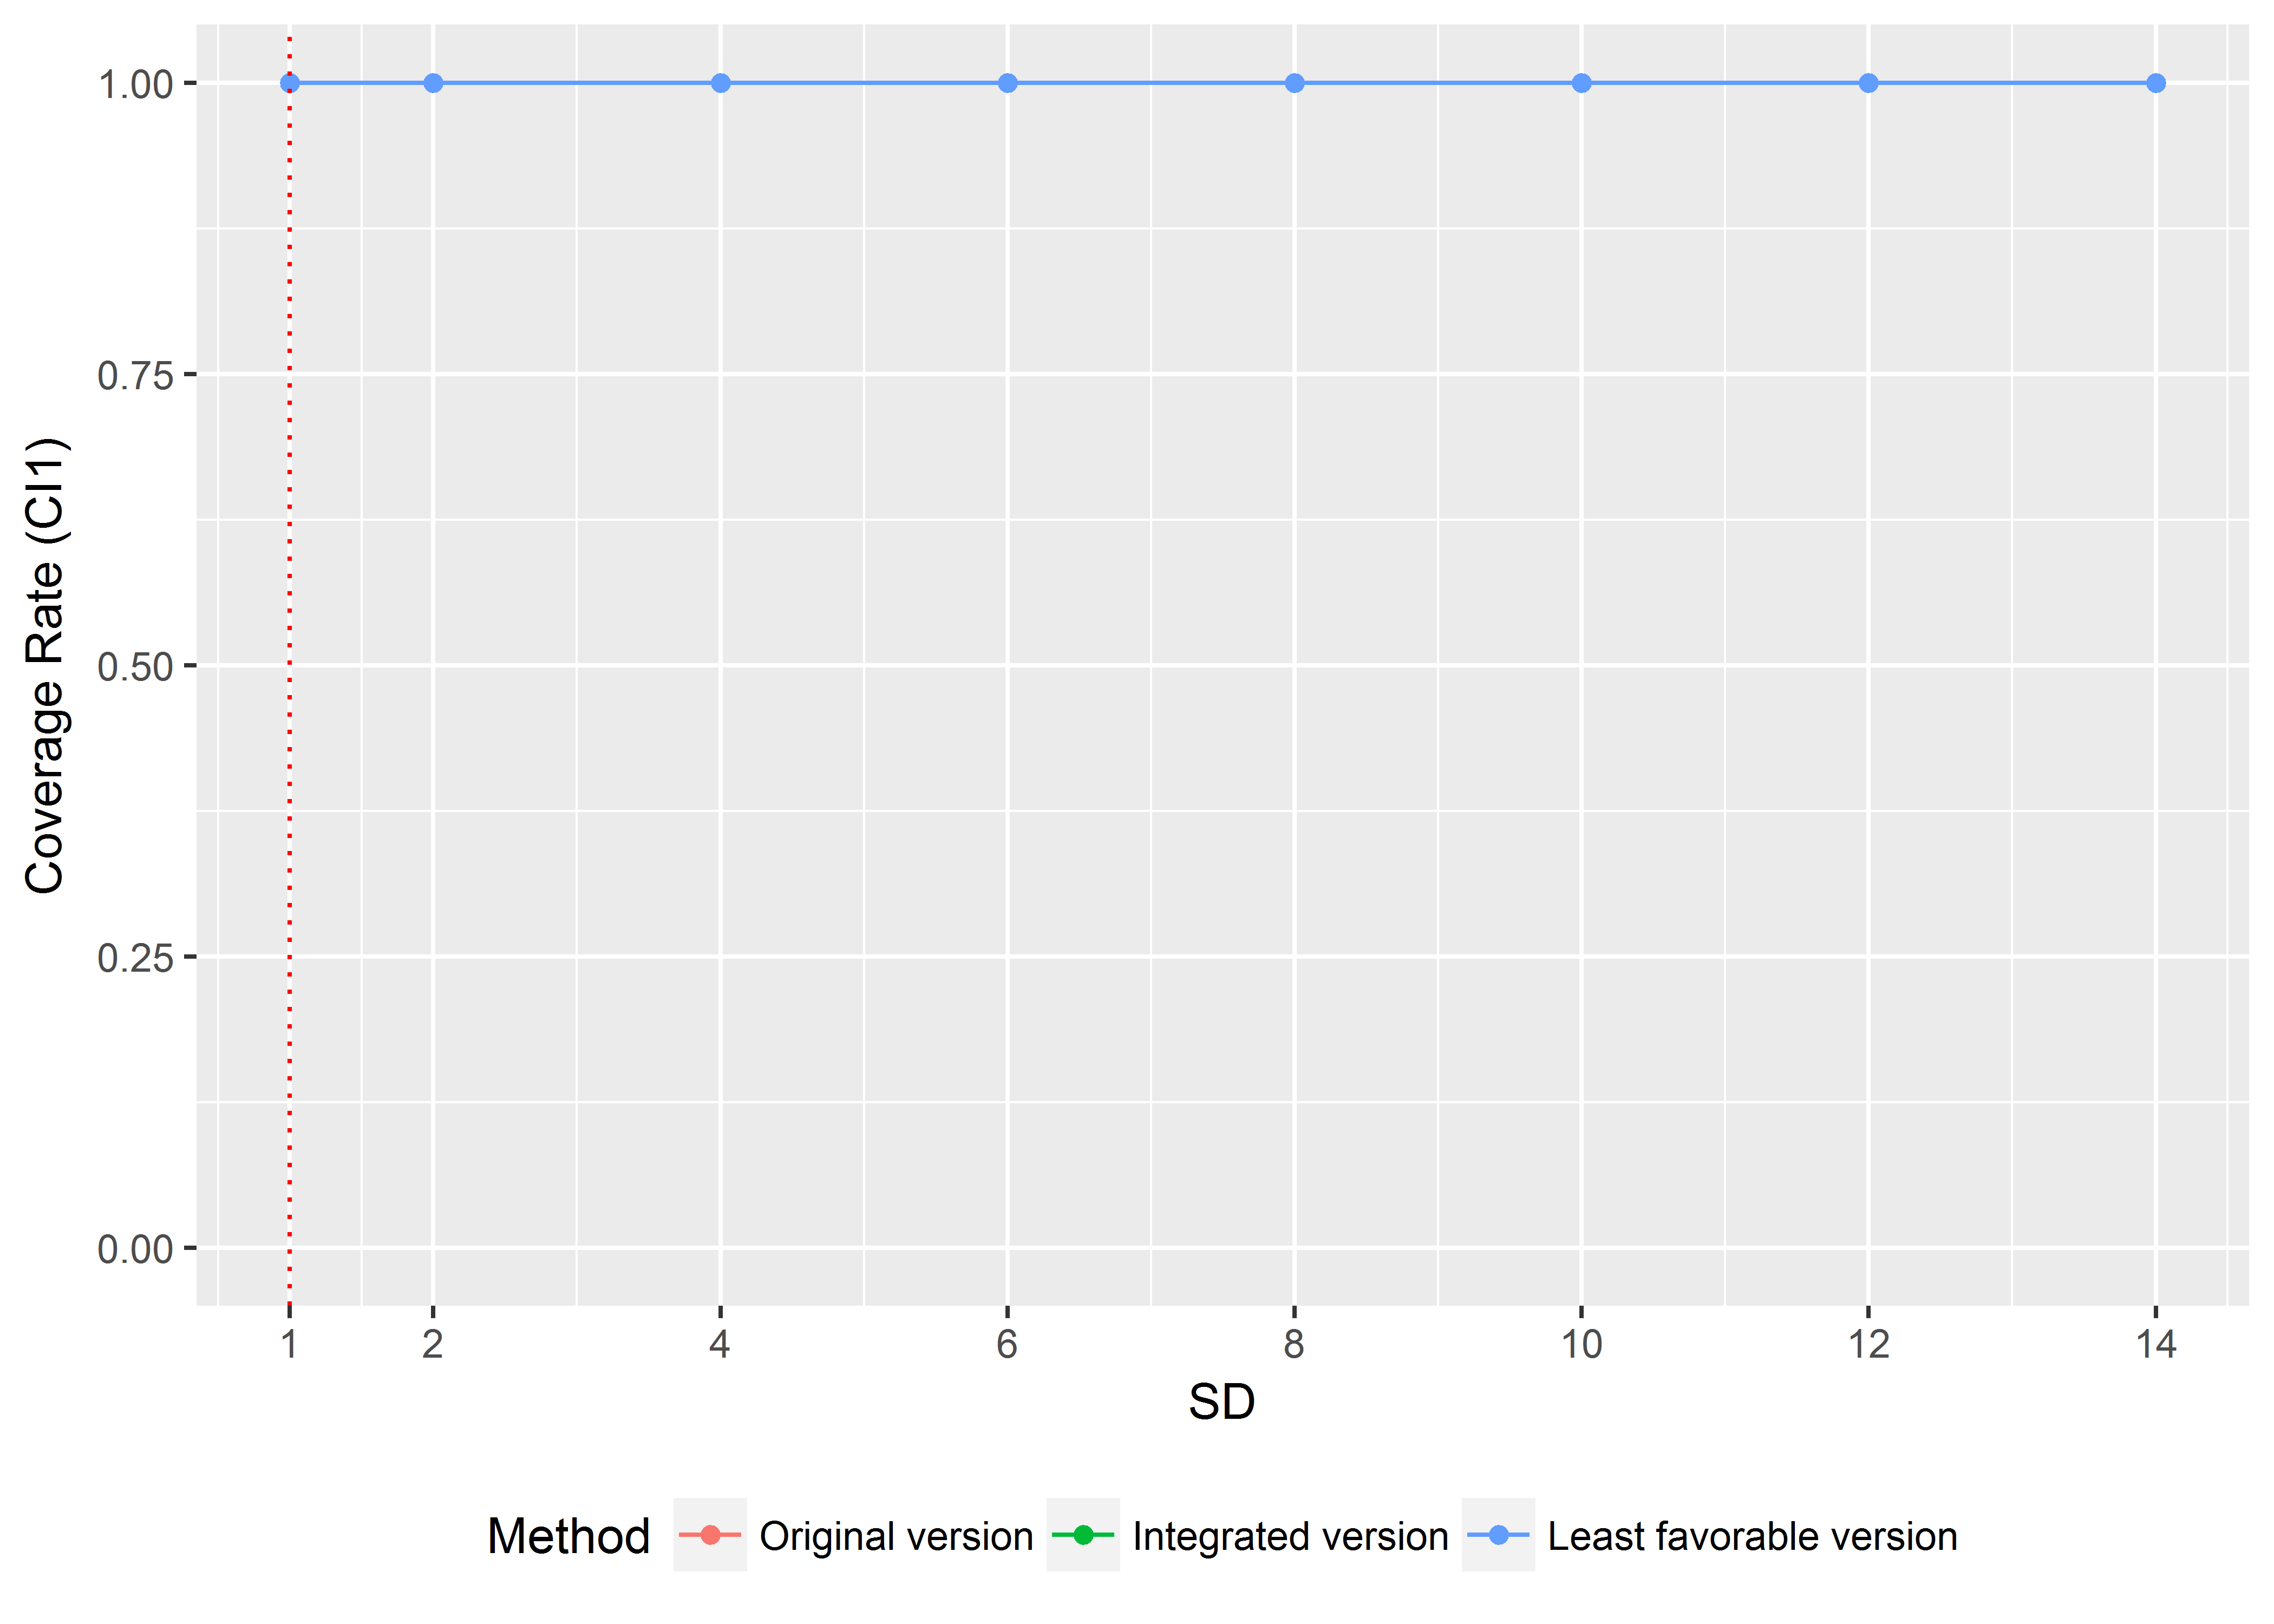 Coverage Rate (CI1)
1.00
0.75
0.50
0.25
0.00
1 2 4 6 8 10 12 14
SD
Method Original version Integrated version Least favorable version